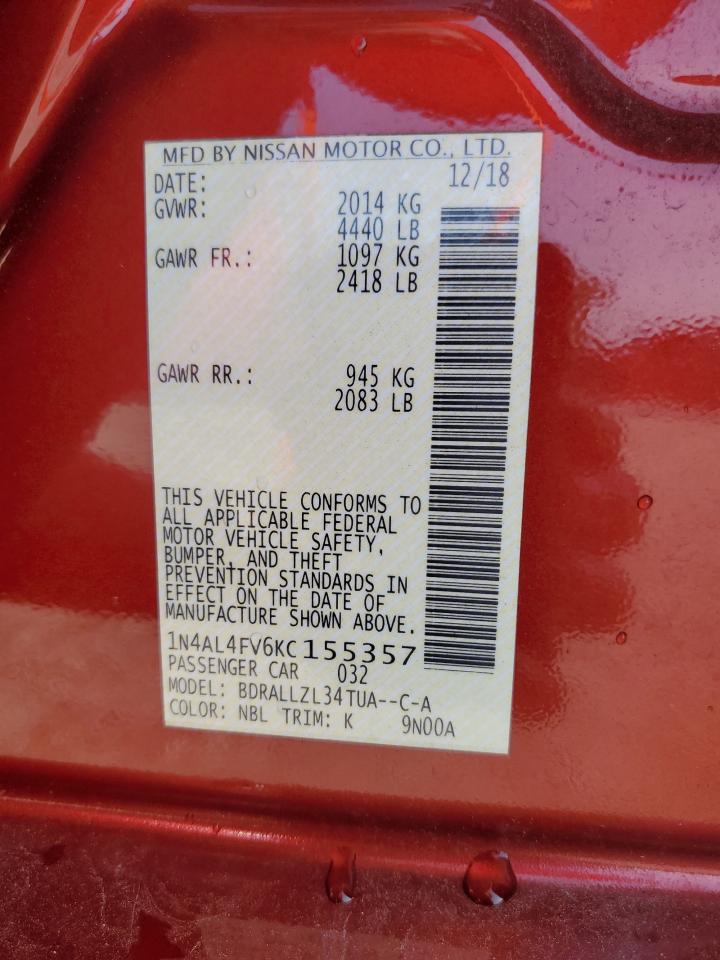 MFD BY NISSAN MOTOR CO., LTD.
DATE: 12/18
GVWR: 2014 KG
4440 LB
GAWR FR.: 1097 KG
2418 LB
GAWR RR.: 945 KG
2083 LB
THIS VEHICLE CONFORMS TO
ALL APPLICABLE FEDERAL
MOTOR VEHICLE SAFETY,
BUMPER, AND THEFT
PREVENTION STANDARDS IN
EFFECT ON THE DATE OF
MANUFACTURE SHOWN ABOVE.
1N4AL4FV6KC155357
PASSENGER CAR 032
MODEL: BDRALLZL34TUA--C-A
COLOR: NBL TRIM: K 9N00A